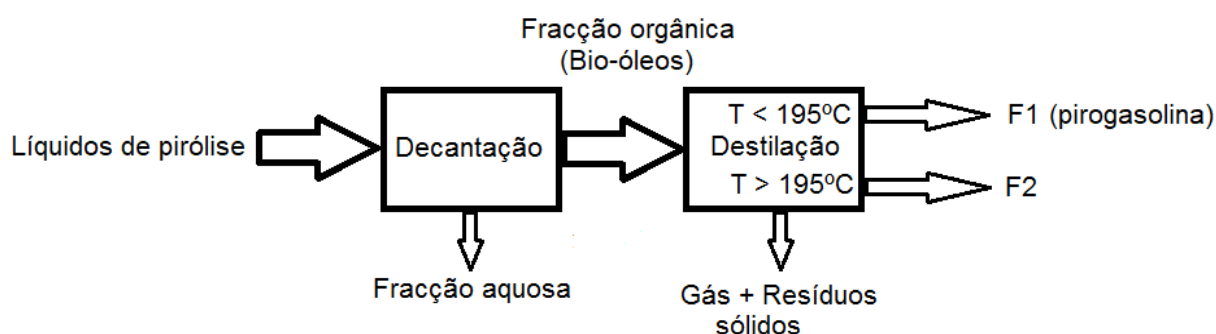 Fracção orgânica
(Bio-óleos)
Líquidos de pirólise
Decantação
T < 195ºC
Destilação
T > 195ºC
F1 (pirogasolina)
F2
Fracção aquosa
Gás + Resíduos
sólidos